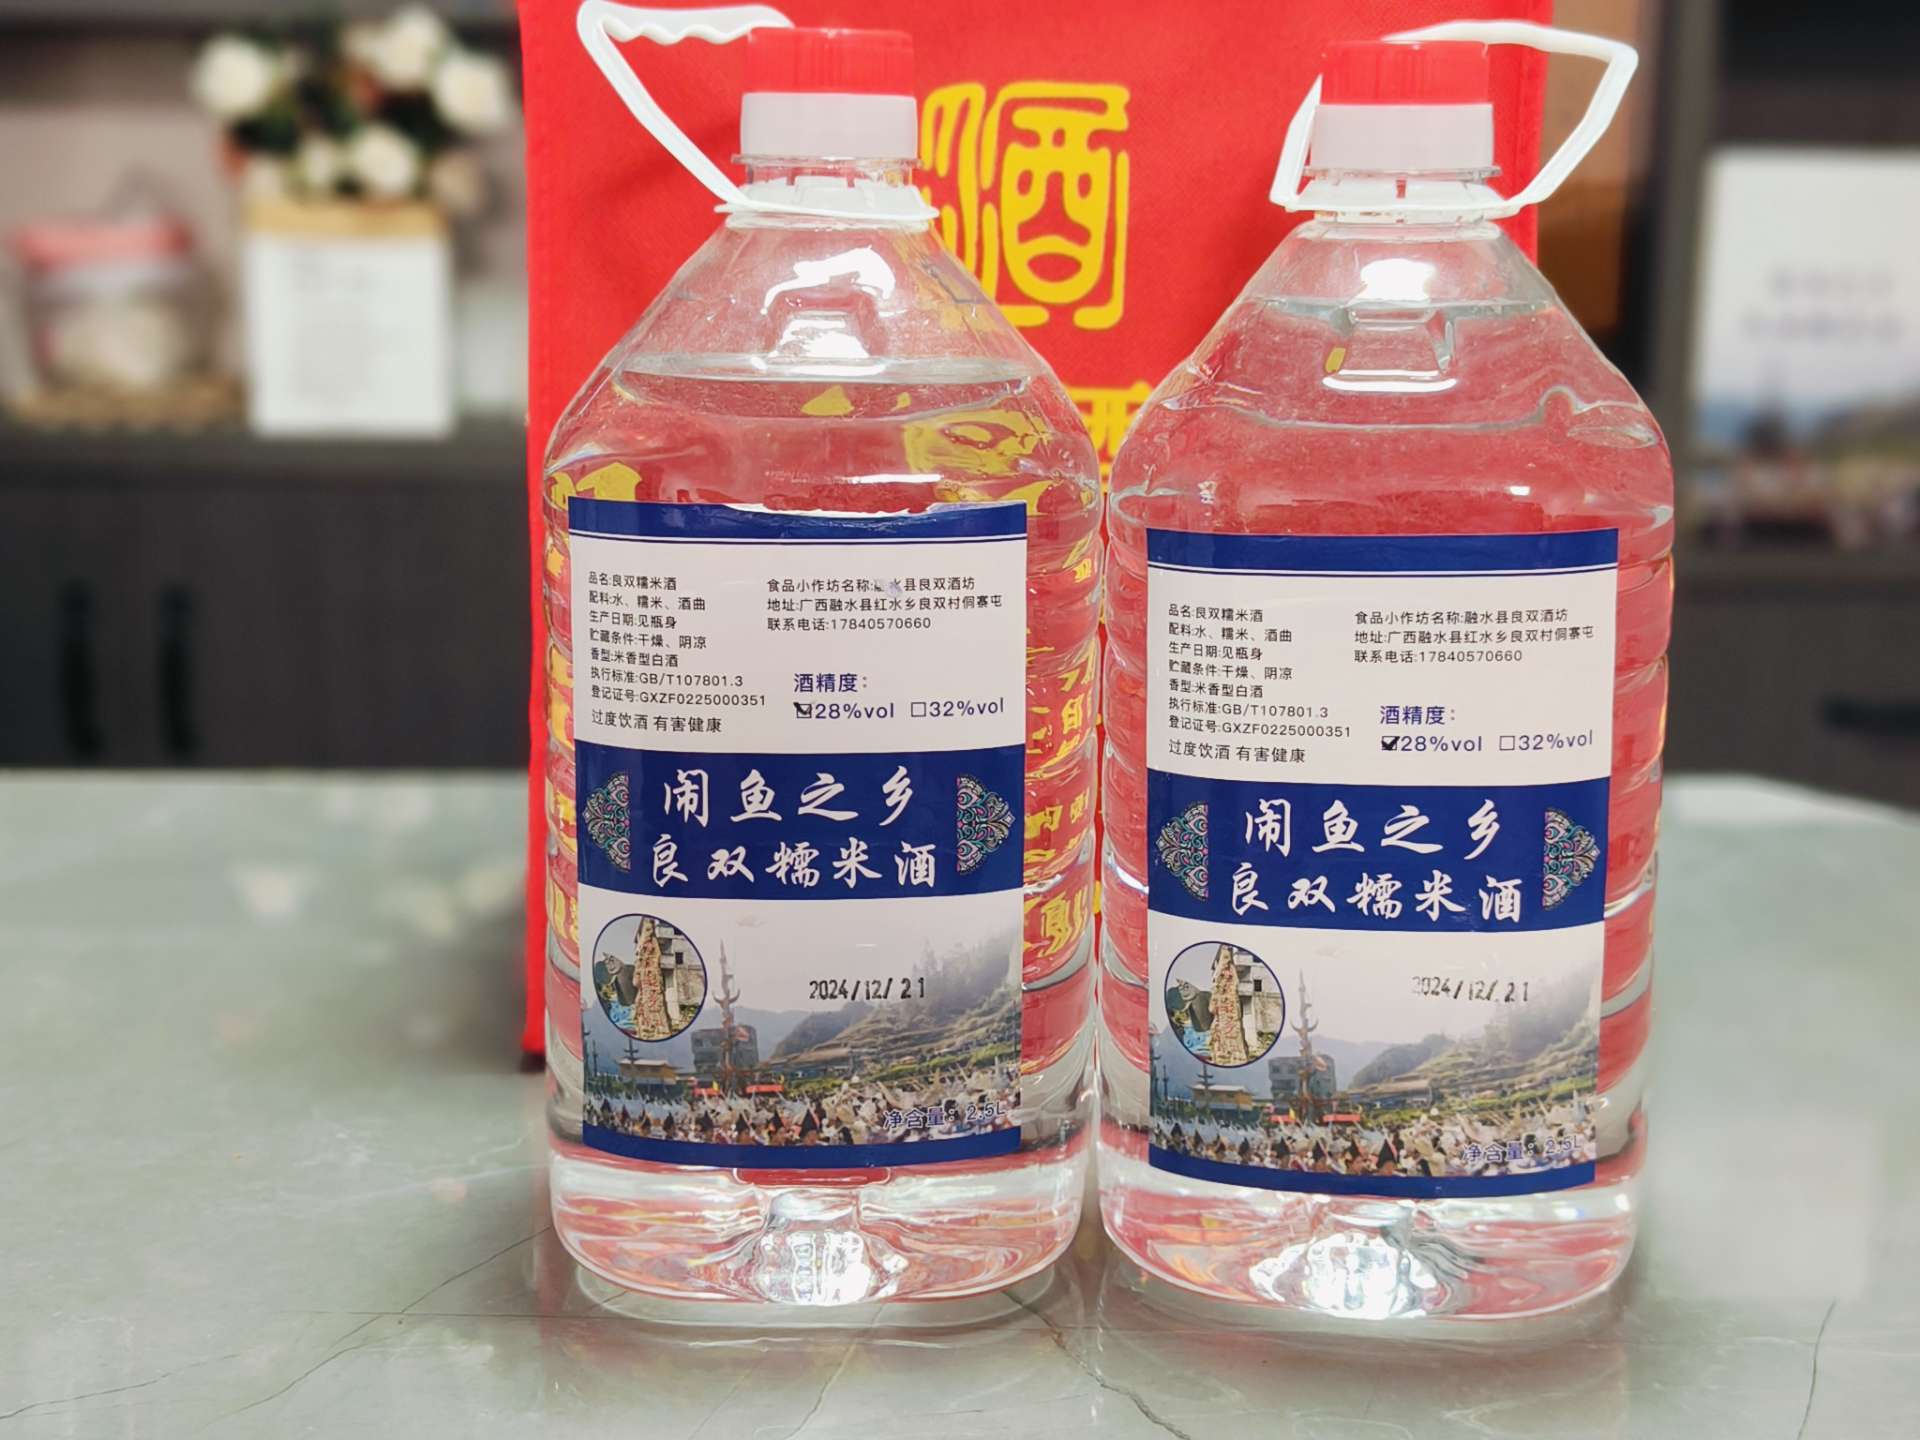 酒
品名:良双糯米酒
配料:水、糯米、酒曲
生产日期:见瓶身
贮藏条件:干燥、阴凉
香型:米香型白酒
执行标准:GB/T107801.3
登记证号:GXZF0225000351
过度饮酒 有害健康
食品小作坊名称:融水县良双酒坊
地址:广西融水县红水乡良双村侗寨屯
联系电话:17840570660
酒精度:
☑28%vol ☐32%vol
闹鱼之乡
良双糯米酒
2024/12/21
净含量：2.5L
品名:良双糯米酒
配料:水、糯米、酒曲
生产日期:见瓶身
贮藏条件:干燥、阴凉
香型:米香型白酒
执行标准:GB/T107801.3
登记证号:GXZF0225000351
过度饮酒 有害健康
食品小作坊名称:融水县良双酒坊
地址:广西融水县红水乡良双村侗寨屯
联系电话:17840570660
酒精度:
☑28%vol ☐32%vol
闹鱼之乡
良双糯米酒
2024/12/21
净含量：2.5L